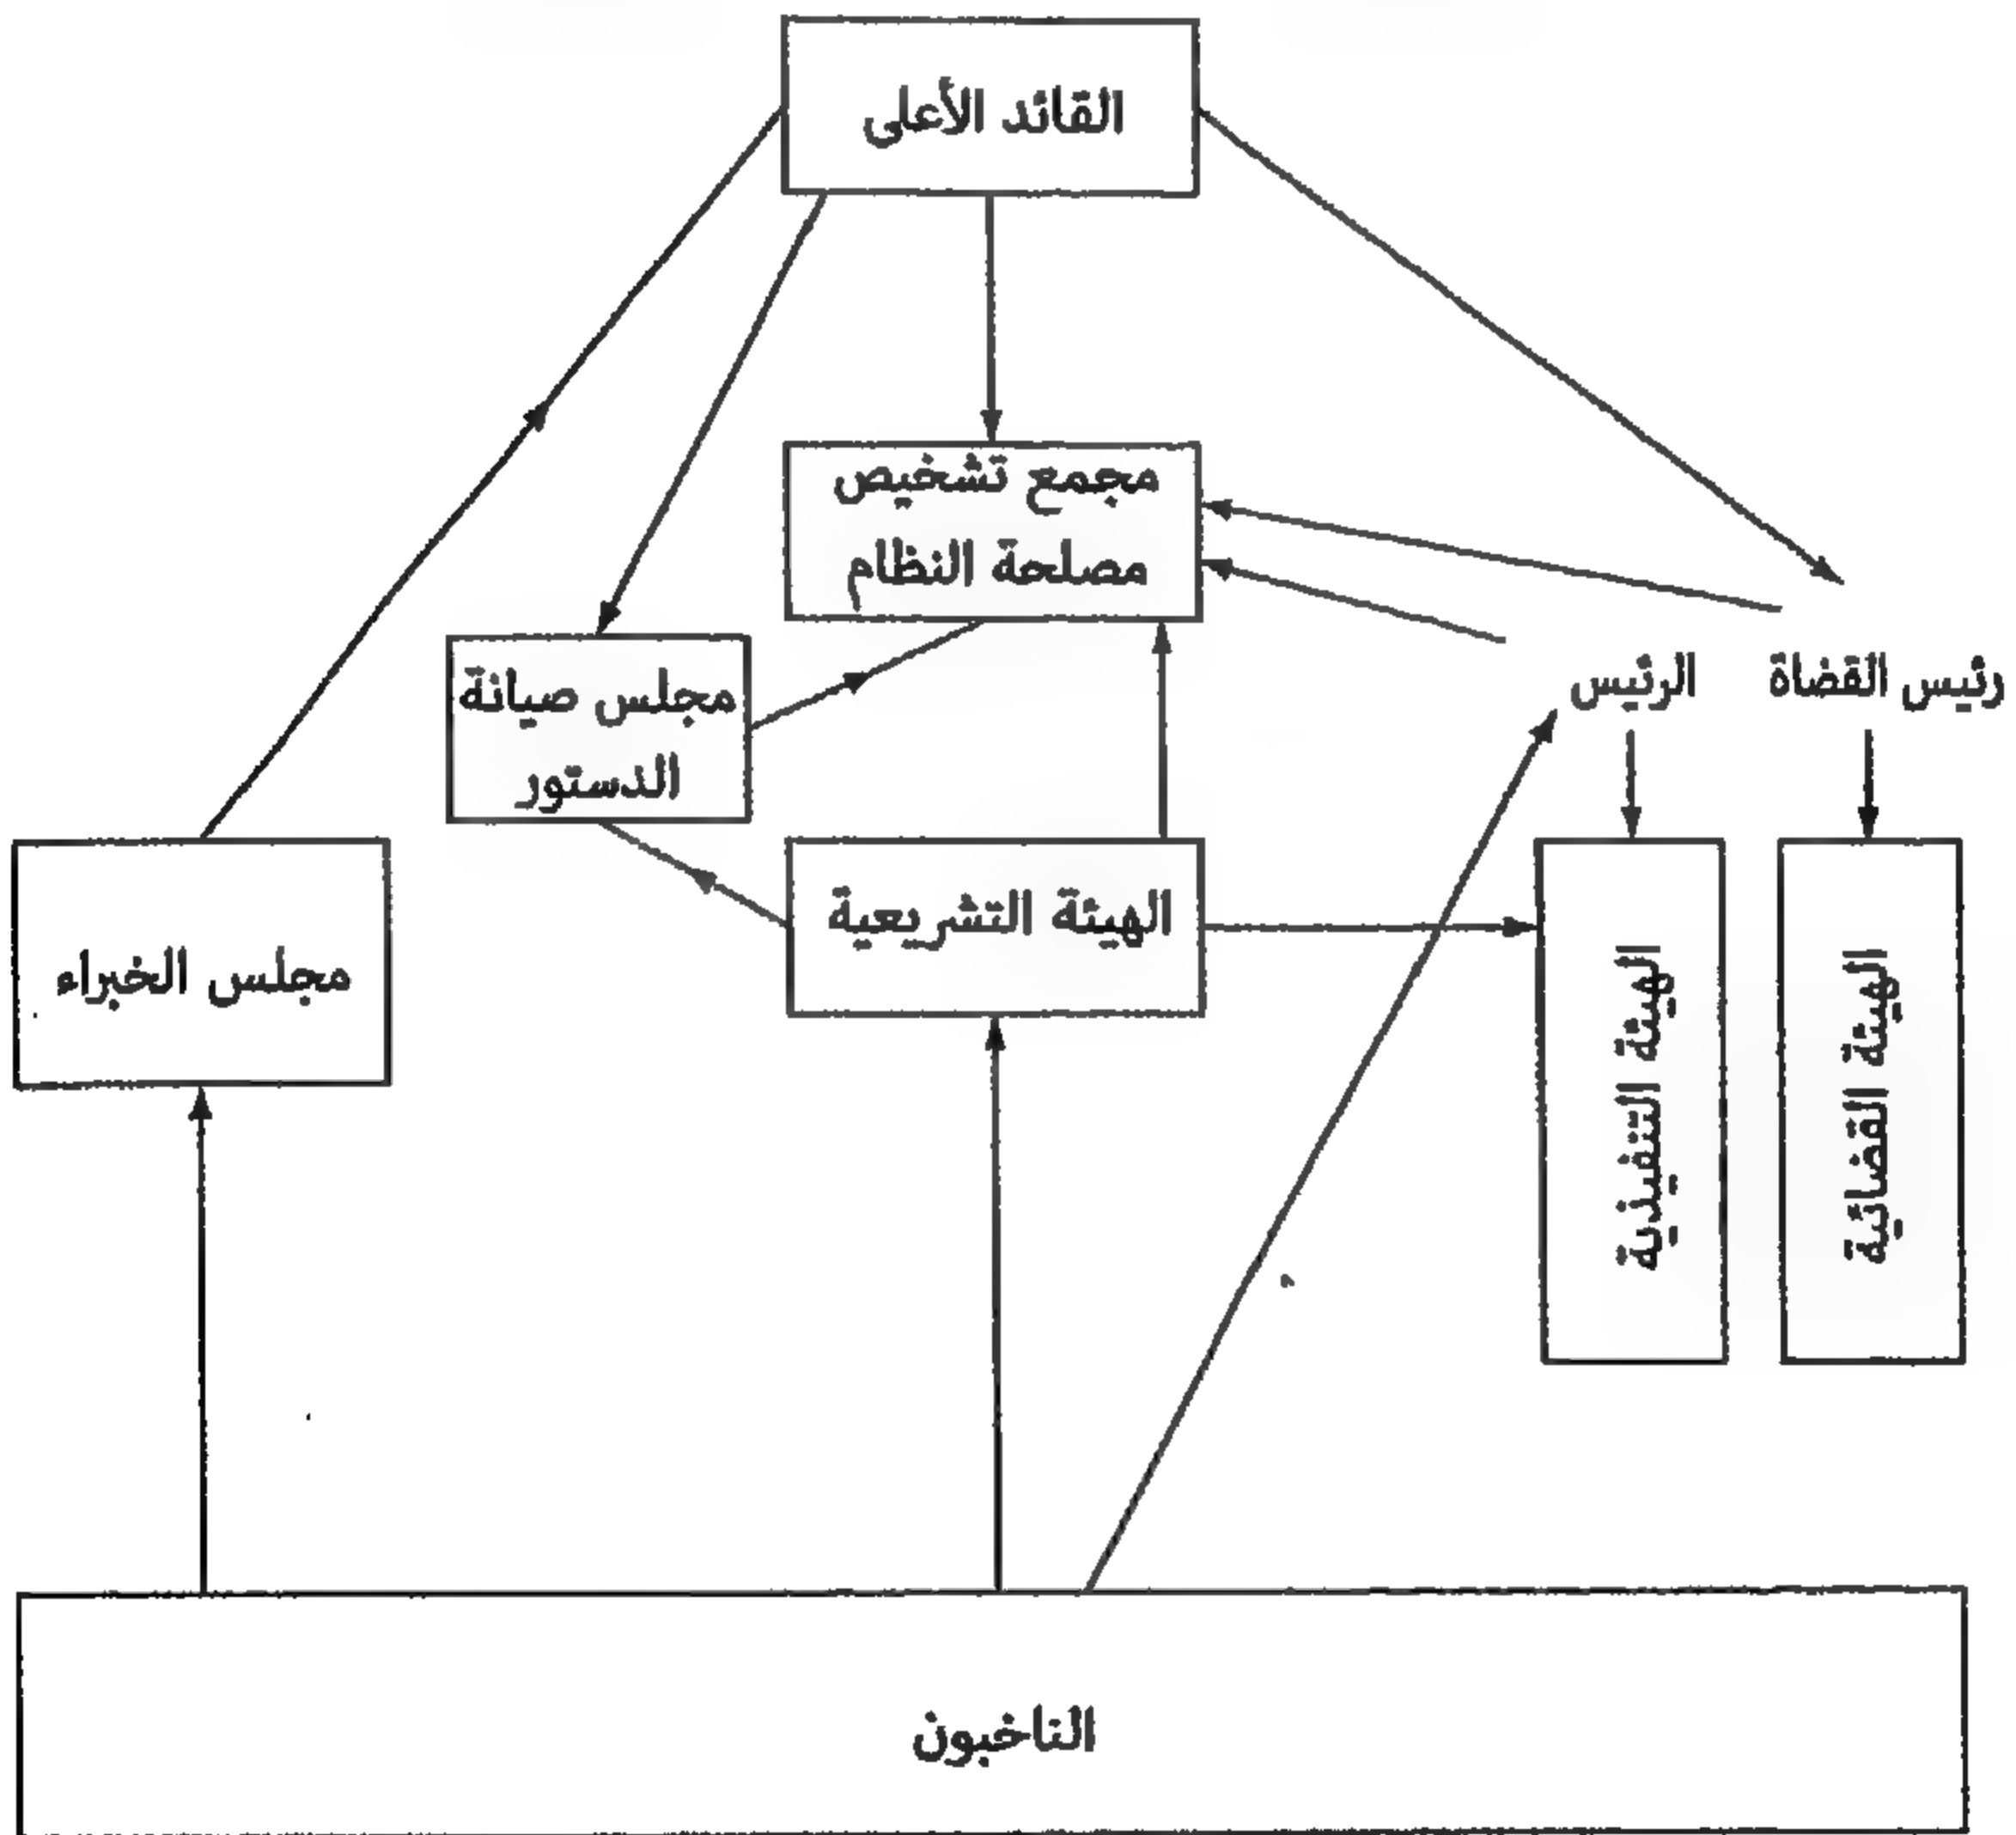 القائد الأعلى
مجمع تشخيص
مصلحة النظام
رئيس القضاة
الرئيس
مجلس صيانة
الدستور
الهيئة القضائية
الهيئة التنفيذية
الهيئة التشريعية
مجلس الخبراء
الناخبون